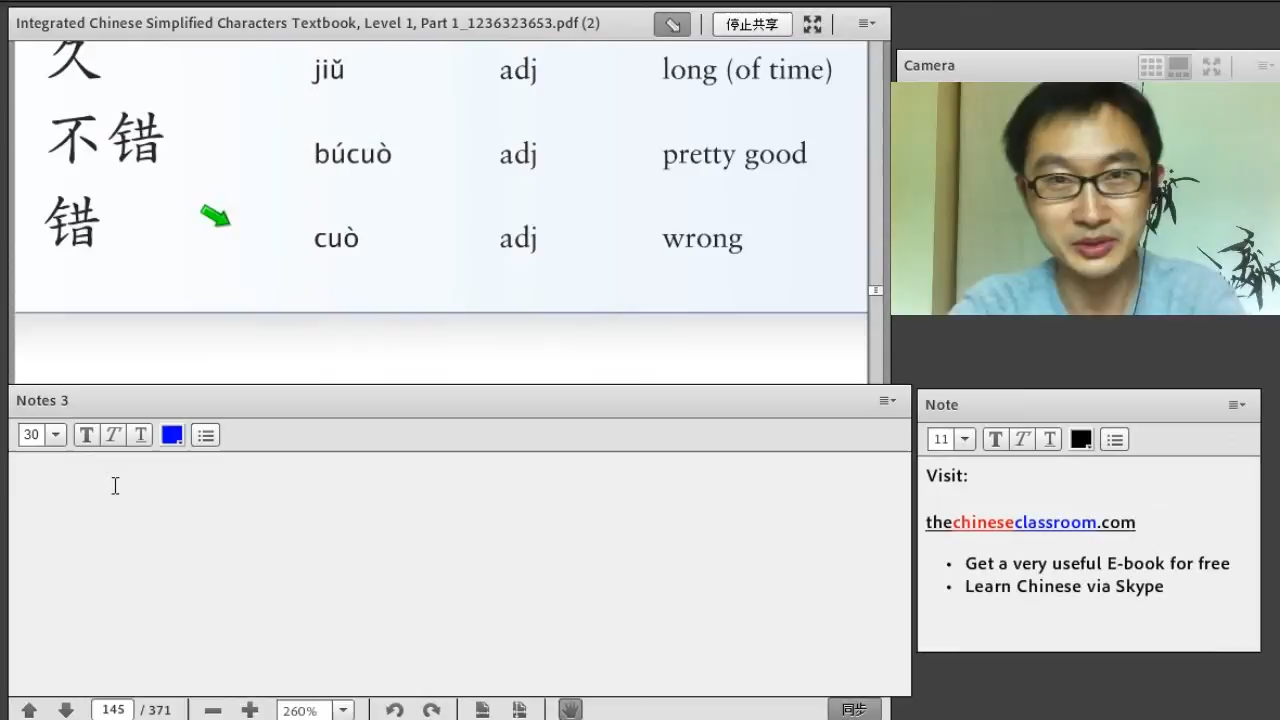 Integrated Chinese Simplified Characters Textbook, Level 1, Part 1_1236323653.pdf (2)
停止共享
久 jiǔ adj long (of time)
不错 búcuò adj pretty good
错 cuò adj wrong
Camera
Notes 3
30 T T T
Note
11 T T T
Visit:
thechineseclassroom.com
• Get a very useful E-book for free
• Learn Chinese via Skype
145 / 371 260% 同步